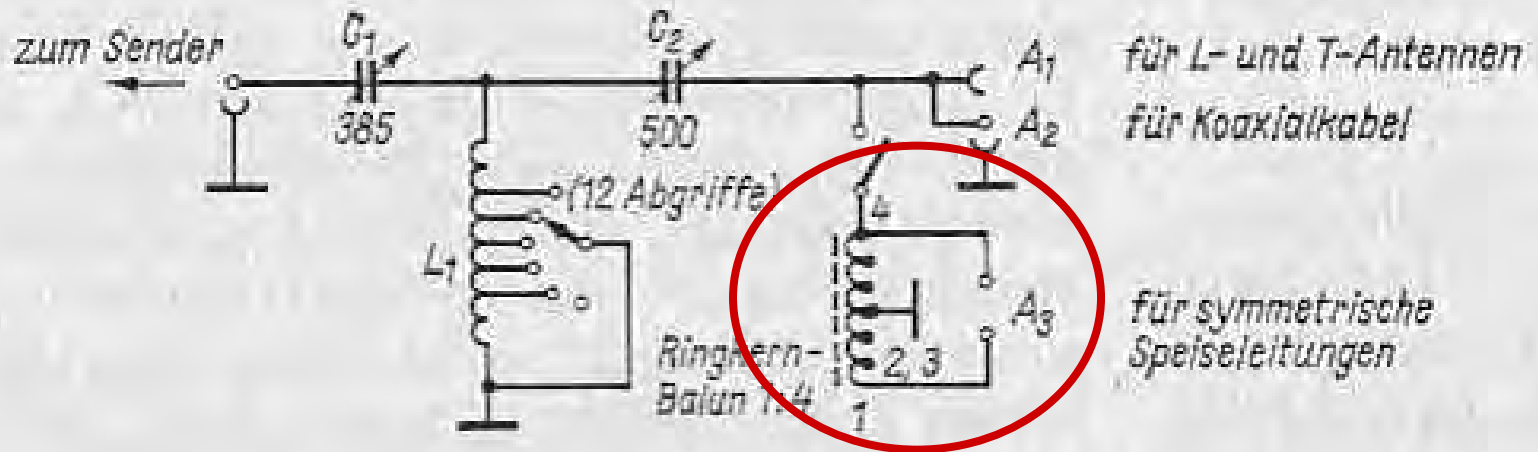 zum Sender
C1
385
C2
500
A1 für L- und T-Antennen
A2 für Koaxialkabel
(12 Abgriffe)
L1
4
A3 für symmetrische
Speiseleitungen
Ringkern-
Balun 1:4
2, 3
1